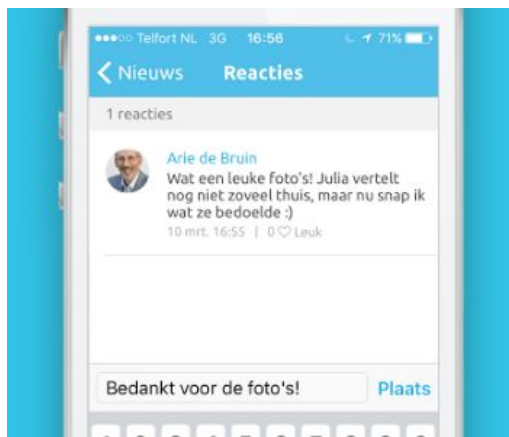 Telfort NL 3G 16:56 71%
Nieuws Reacties
1 reacties
Arie de Bruin
Wat een leuke foto's! Julia vertelt
nog niet zoveel thuis, maar nu snap ik
wat ze bedoelde :)
10 mrt. 16:55 | 0 Leuk
Bedankt voor de foto's! Plaats